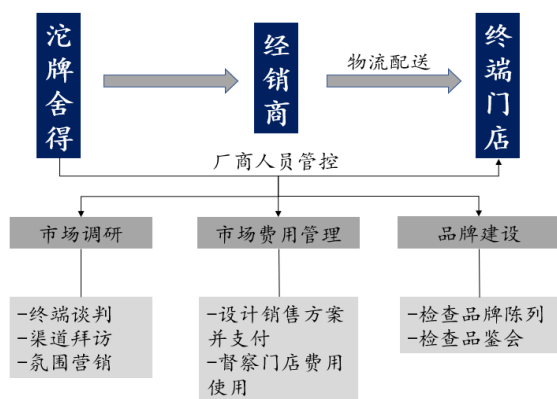 沱牌舍得
经销商
终端门店
物流配送
厂商人员管控
市场调研
市场费用管理
品牌建设
-终端谈判
-渠道拜访
-氛围营销
-设计销售方案
并支付
-督察门店费用
使用
-检查品牌陈列
-检查品鉴会